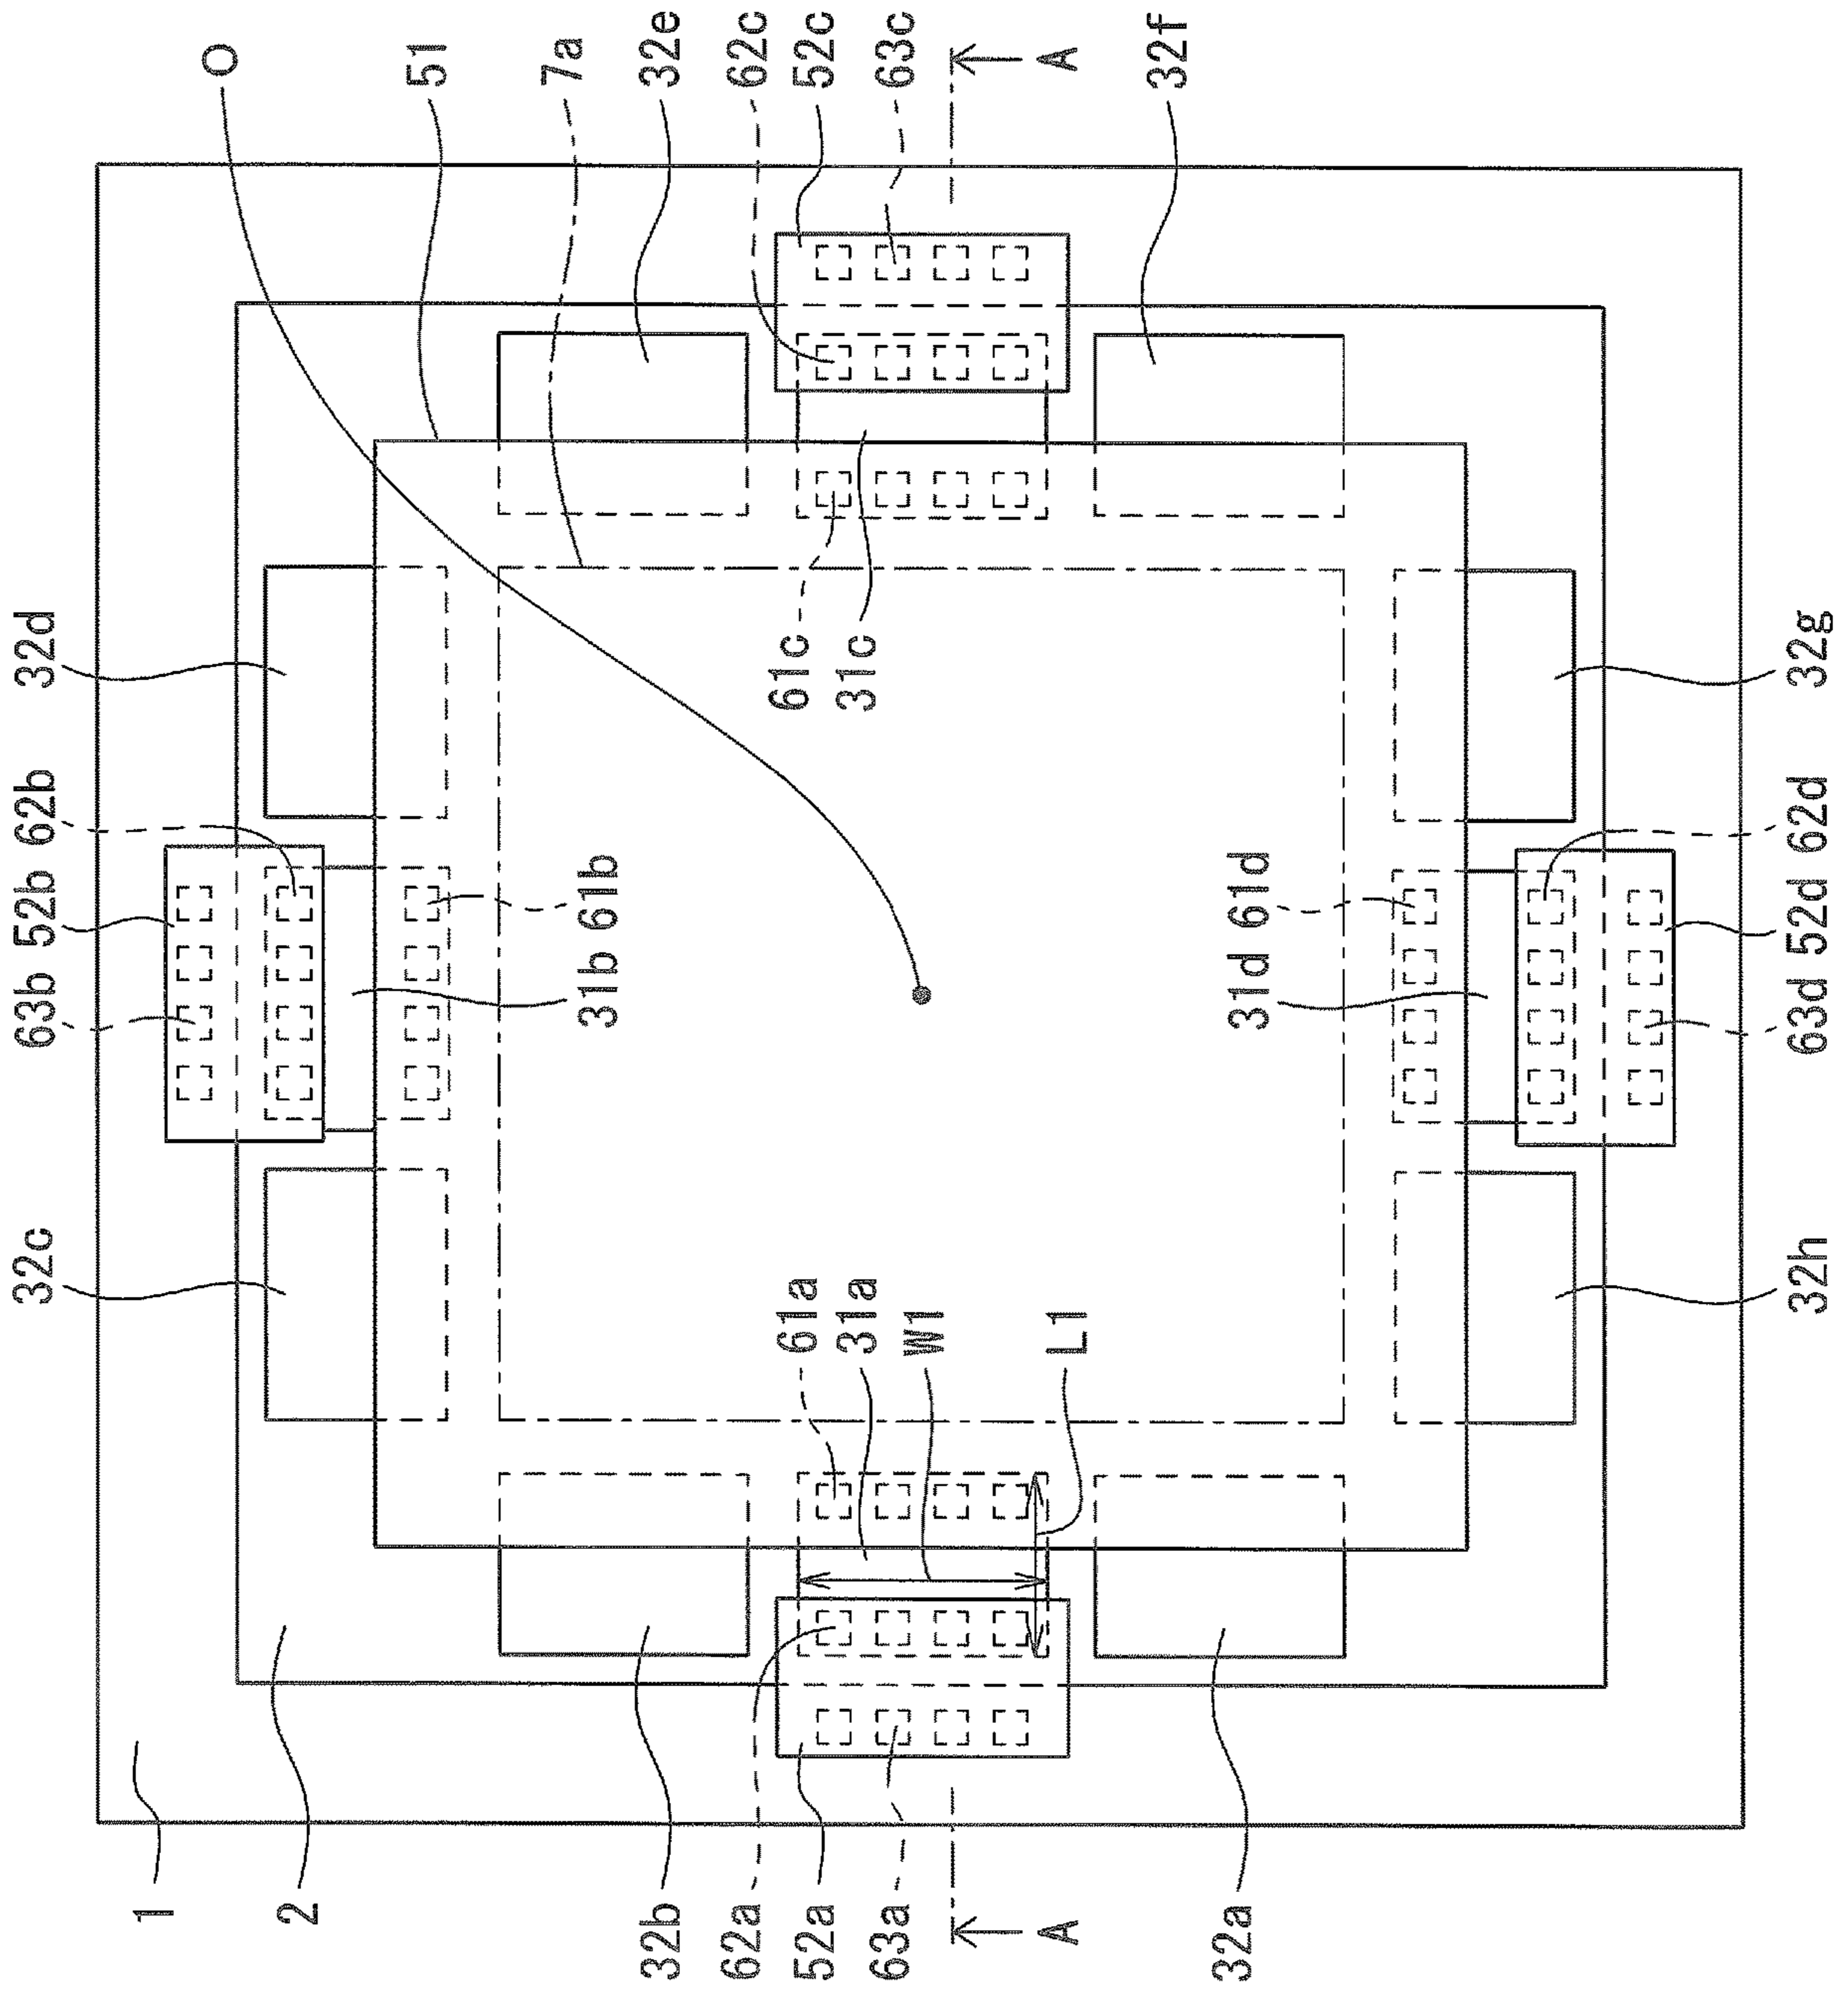 32c
63b
52b
62b
32d
1
O
2
51
31b
61b
7a
32b
32e
62a
62c
61a
61c
52a
52c
31a
31c
63a
63c
W1
A
A
L1
32f
32a
31d
61d
32h
63d
52d
62d
32g